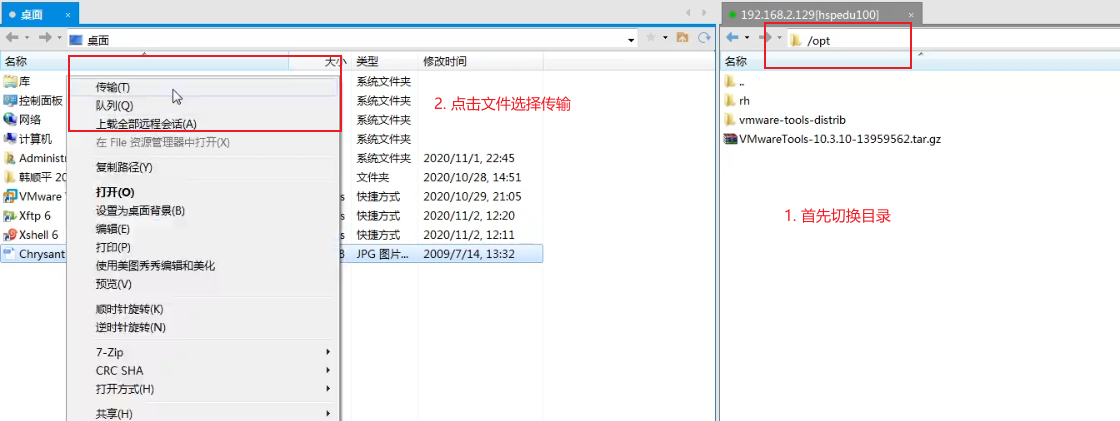 桌面
192.168.2.129[hspedu100]
桌面
/opt
名称 大小 类型 修改时间
名称
库 系统文件夹
控制面板 系统文件夹
网络 系统文件夹
计算机 系统文件夹
Administ 系统文件夹 2020/11/1, 22:45
韩顺平 20 文件夹 2020/10/28, 14:51
VMware 快捷方式 2020/10/29, 21:05
Xftp 6 快捷方式 2020/11/2, 12:20
Xshell 6 快捷方式 2020/11/2, 12:11
Chrysant JPG 图片... 2009/7/14, 13:32
传输(T)
队列(Q)
上载全部远程会话(A)
在 File 资源管理器中打开(X)
复制路径(Y)
打开(O)
设置为桌面背景(B)
编辑(E)
打印(P)
使用美图秀秀编辑和美化
预览(V)
顺时针旋转(K)
逆时针旋转(N)
7-Zip
CRC SHA
打开方式(H)
共享(H)
2. 点击文件选择传输
..
rh
vmware-tools-distrib
VMwareTools-10.3.10-13959562.tar.gz
1. 首先切换目录